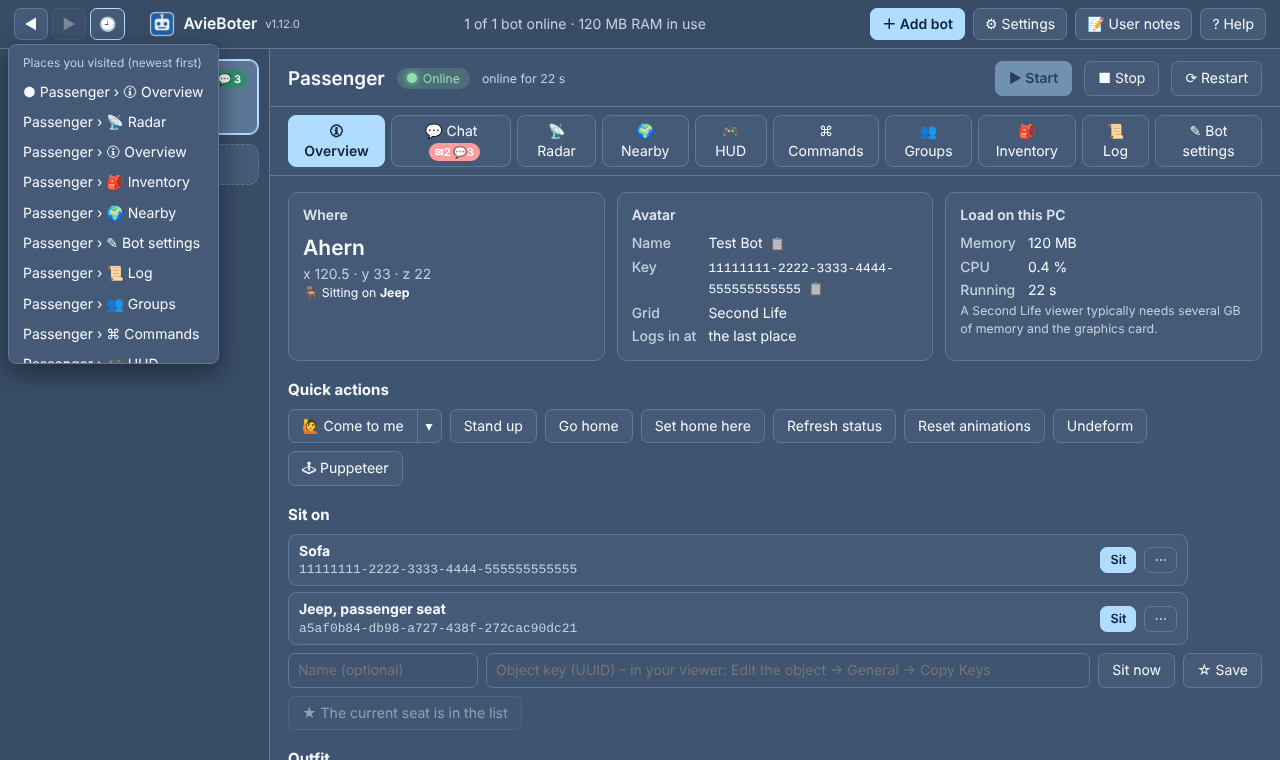 ◀ ▶ 🕘 AvieBoter v1.12.0 1 of 1 bot online · 120 MB RAM in use + Add bot ⚙ Settings 📝 User notes ? Help
Places you visited (newest first)
● Passenger › 🛈 Overview
Passenger › 📡 Radar
Passenger › 🛈 Overview
Passenger › 🎒 Inventory
Passenger › 🌍 Nearby
Passenger › ✎ Bot settings
Passenger › 📜 Log
Passenger › 👥 Groups
Passenger › ⌘ Commands
Passenger › 🎮 HUD
💬 3
Passenger Online online for 22 s ▶ Start ■ Stop ⟳ Restart
🛈 Overview
💬 Chat ✉2 💬3
📡 Radar
🌍 Nearby
🎮 HUD
⌘ Commands
👥 Groups
🎒 Inventory
📜 Log
✎ Bot settings
Where
Ahern
x 120.5 · y 33 · z 22
🪑 Sitting on Jeep
Avatar
Name Test Bot 📋
Key 11111111-2222-3333-4444-
555555555555 📋
Grid Second Life
Logs in at the last place
Load on this PC
Memory 120 MB
CPU 0.4 %
Running 22 s
A Second Life viewer typically needs several GB
of memory and the graphics card.
Quick actions
🙋 Come to me ▼ Stand up Go home Set home here Refresh status Reset animations Undeform
🕹 Puppeteer
Sit on
Sofa
11111111-2222-3333-4444-555555555555
Sit ⋯
Jeep, passenger seat
a5af0b84-db98-a727-438f-272cac90dc21
Sit ⋯
Name (optional) Object key (UUID) – in your viewer: Edit the object → General → Copy Keys Sit now ☆ Save
★ The current seat is in the list
Outfit